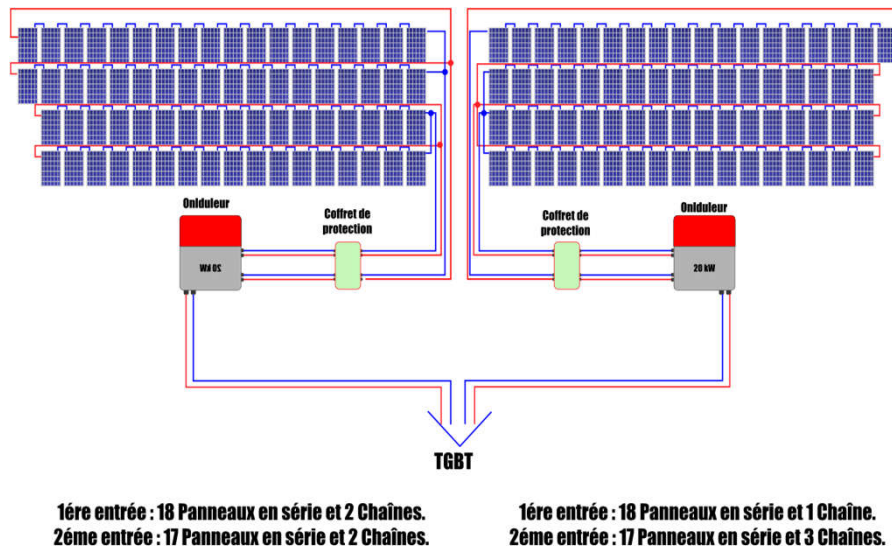 Oniduleur
Coffret de
protection
20 kW
Coffret de
protection
Oniduleur
20 kW
TGBT
1ére entrée : 18 Panneaux en série et 2 Chaînes.
2éme entrée : 17 Panneaux en série et 2 Chaînes.
1ére entrée : 18 Panneaux en série et 1 Chaîne.
2éme entrée : 17 Panneaux en série et 3 Chaînes.